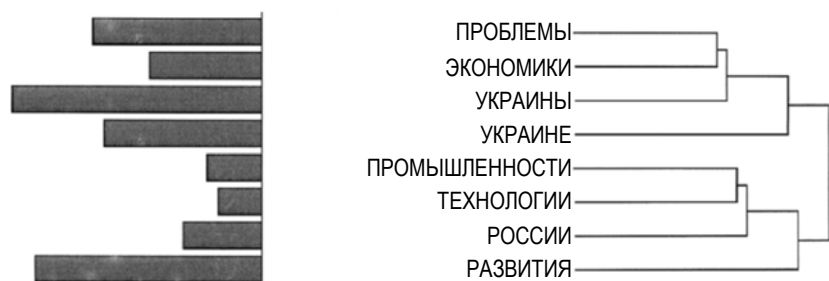 ПРОБЛЕМЫ
ЭКОНОМИКИ
УКРАИНЫ
УКРАИНЕ
ПРОМЫШЛЕННОСТИ
ТЕХНОЛОГИИ
РОССИИ
РАЗВИТИЯ